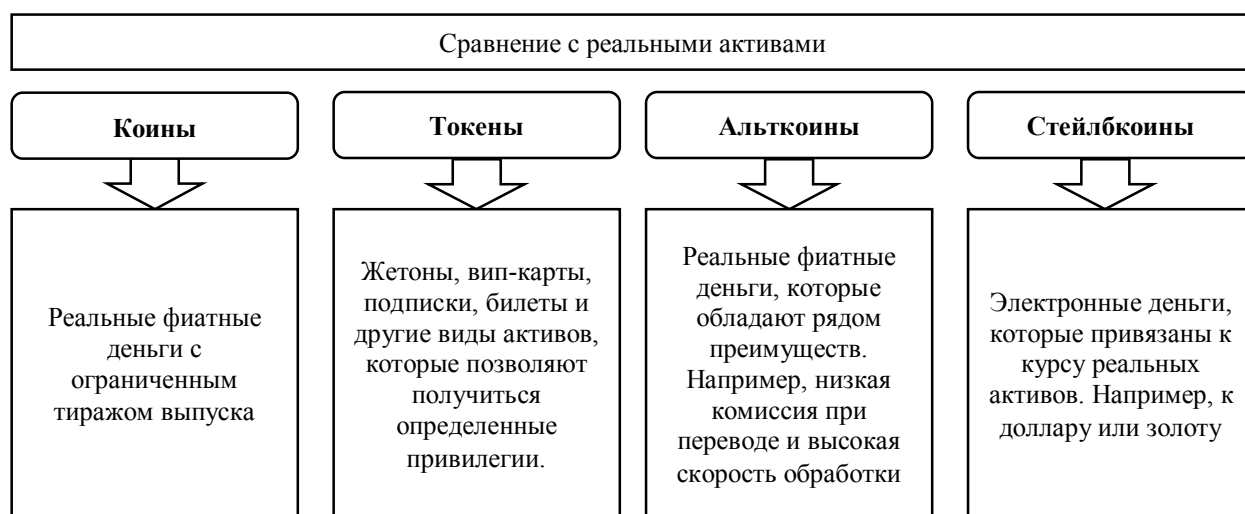 Сравнение с реальными активами
Коины
Токены
Альткоины
Стейлбкоины
Реальные фиатные
деньги с
ограниченным
тиражом выпуска
Жетоны, вип-карты,
подписки, билеты и
другие виды активов,
которые позволяют
получиться
определенные
привилегии.
Реальные фиатные
деньги, которые
обладают рядом
преимуществ.
Например, низкая
комиссия при
переводе и высокая
скорость обработки
Электронные деньги,
которые привязаны к
курсу реальных
активов. Например, к
доллару или золоту